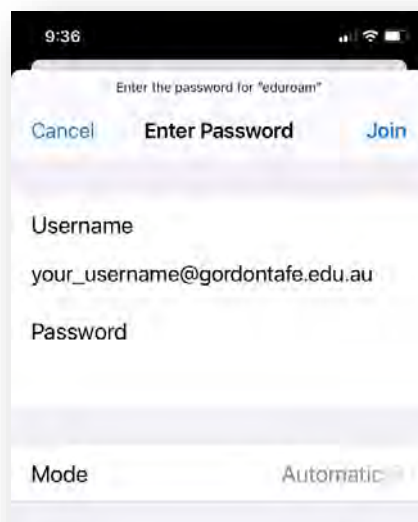 9:36
Enter the password for "eduroam"
Cancel Enter Password Join
Username
your_username@gordontafe.edu.au
Password
Mode Automatic